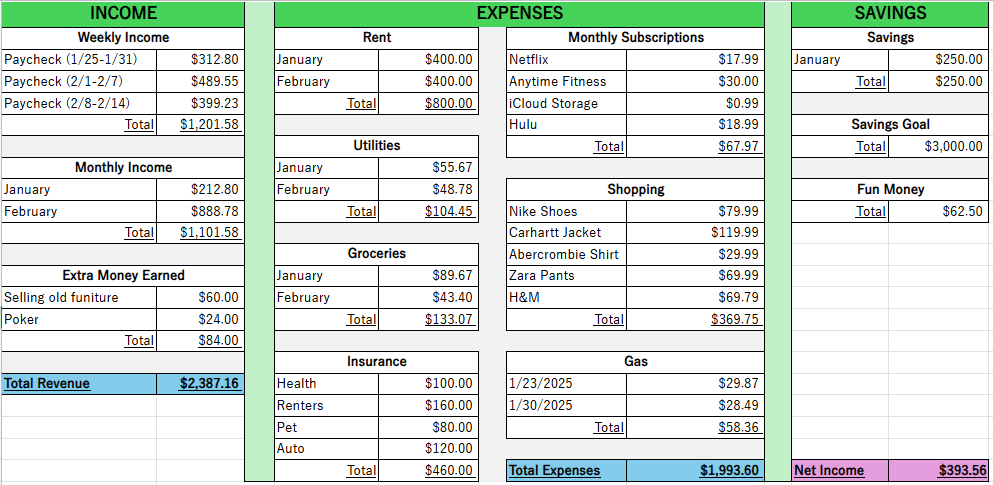 INCOME
Weekly Income
Paycheck (1/25-1/31) $312.80
Paycheck (2/1-2/7) $489.55
Paycheck (2/8-2/14) $399.23
Total $1,201.58
Monthly Income
January $212.80
February $888.78
Total $1,101.58
Extra Money Earned
Selling old funiture $60.00
Poker $24.00
Total $84.00
Total Revenue $2,387.16
EXPENSES
Rent
January $400.00
February $400.00
Total $800.00
Utilities
January $55.67
February $48.78
Total $104.45
Groceries
January $89.67
February $43.40
Total $133.07
Insurance
Health $100.00
Renters $160.00
Pet $80.00
Auto $120.00
Total $460.00
Monthly Subscriptions
Netflix $17.99
Anytime Fitness $30.00
iCloud Storage $0.99
Hulu $18.99
Total $67.97
Shopping
Nike Shoes $79.99
Carhartt Jacket $119.99
Abercrombie Shirt $29.99
Zara Pants $69.99
H&M $69.79
Total $369.75
Gas
1/23/2025 $29.87
1/30/2025 $28.49
Total $58.36
Total Expenses $1,993.60
SAVINGS
Savings
January $250.00
Total $250.00
Savings Goal
Total $3,000.00
Fun Money
Total $62.50
Net Income $393.56